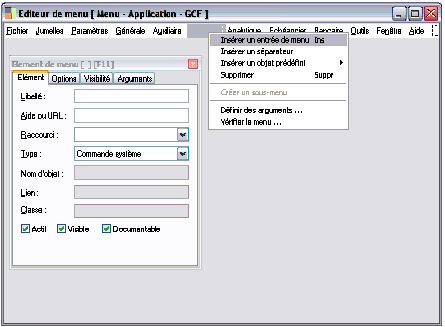 Editeur de menu [ Menu - Application - GCF ]
Fichier Jumelles Paramètres Générale Auxiliaire Analytique Echéancier Bancaire Outils Fenêtre Aide
Insérer un entrée de menu Ins
Insérer un séparateur
Insérer un objet prédéfini
Supprimer Suppr
Créer un sous-menu
Définir des arguments ...
Vérifier le menu ...
Element de menu [ ] [Fil]
Elément Options Visibilité Arguments
Libellé :
Aide ou URL :
Raccourci :
Type : Commande système
Nom d'objet :
Lien :
Classe :
Actif Visible Documentable